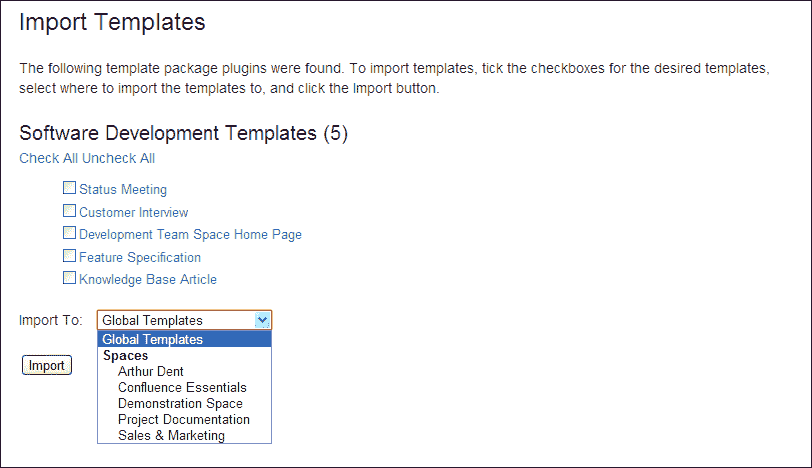 Import Templates
The following template package plugins were found. To import templates, tick the checkboxes for the desired templates,
select where to import the templates to, and click the Import button.
Software Development Templates (5)
Check All Uncheck All
Status Meeting
Customer Interview
Development Team Space Home Page
Feature Specification
Knowledge Base Article
Import To: Global Templates
Global Templates
Spaces
Arthur Dent
Confluence Essentials
Demonstration Space
Project Documentation
Sales & Marketing
Import